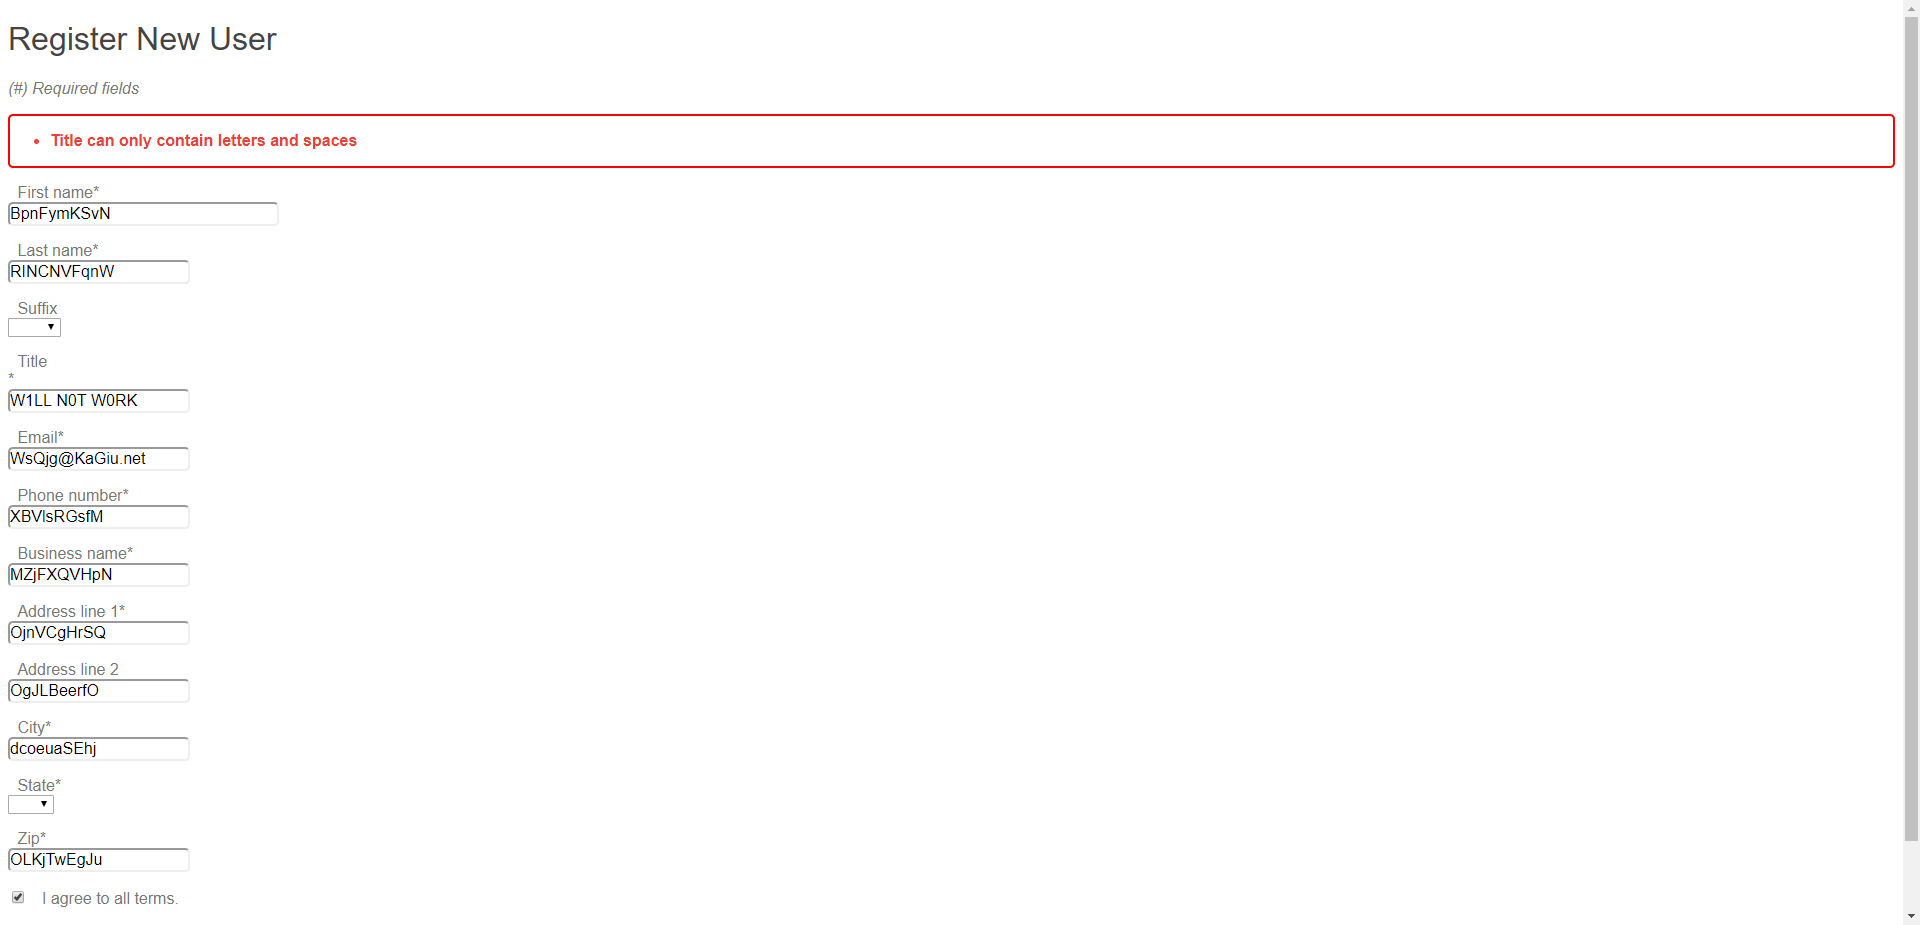 Register New User
(#) Required fields
Title can only contain letters and spaces
First name*
BpnFymKSvN
Last name*
RINCNVFqnW
Suffix
Title
*
W1LL N0T W0RK
Email*
WsQjg@KaGiu.net
Phone number*
XBVlsRGsfM
Business name*
MZjFXQVHpN
Address line 1*
OjnVCgHrSQ
Address line 2
OgJLBeerfO
City*
dcoeuaSEhj
State*
Zip*
OLKjTwEgJu
I agree to all terms.